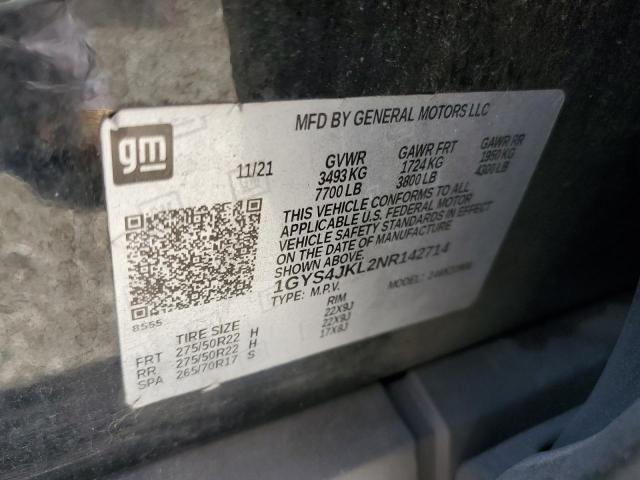 MFD BY GENERAL MOTORS LLC
gm
11/21
GVWR GAWR FRT GAWR RR
3493 KG 1724 KG 1950 KG
7700 LB 3800 LB 4300 LB
THIS VEHICLE CONFORMS TO ALL
APPLICABLE U.S. FEDERAL MOTOR
VEHICLE SAFETY STANDARDS IN EFFECT
ON THE DATE OF MANUFACTURE
SHOWN ABOVE.
1GYS4JKL2NR142714
TYPE: M.P.V. MODEL:
8555
TIRE SIZE RIM
FRT 275/50R22 H 22X9J
RR 275/50R22 H 22X9J
SPA 265/70R17 S 17X8J